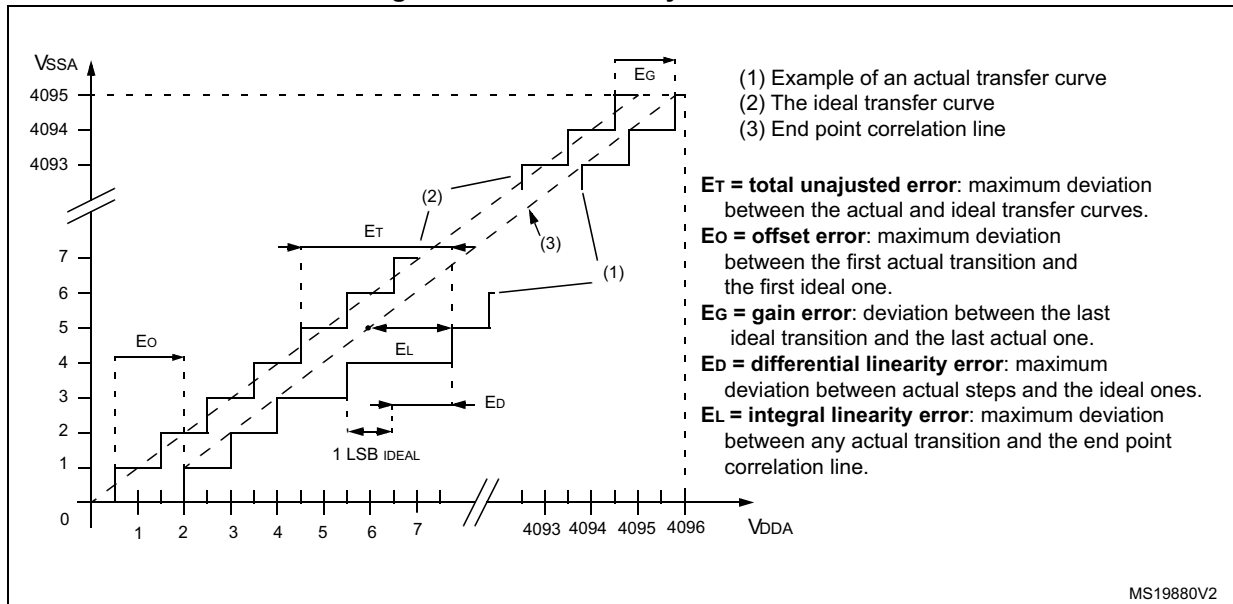 VSSA
EG
(1) Example of an actual transfer curve
(2) The ideal transfer curve
(3) End point correlation line
4095
4094
4093
7
6
5
4
3
2
1
0
(2)
ET
(3)
(1)
EO
EL
ED
1 LSB IDEAL
ET = total unajusted error: maximum deviation
between the actual and ideal transfer curves.
EO = offset error: maximum deviation
between the first actual transition and
the first ideal one.
EG = gain error: deviation between the last
ideal transition and the last actual one.
ED = differential linearity error: maximum
deviation between actual steps and the ideal ones.
EL = integral linearity error: maximum deviation
between any actual transition and the end point
correlation line.
1 2 3 4 5 6 7 4093 4094 4095 4096
VDDA
MS19880V2